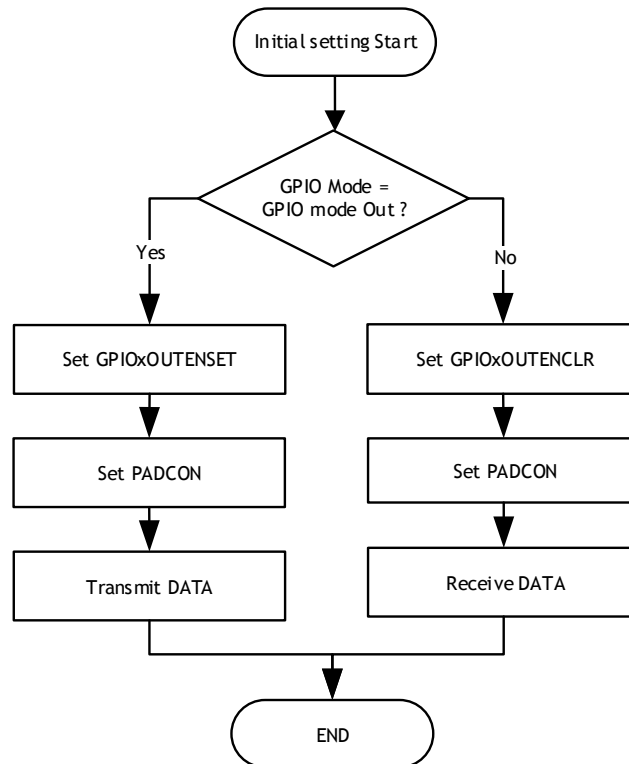 Initial setting Start
GPIO Mode =
GPIO mode Out ?
Yes
No
Set GPIOxOUTENSET
Set GPIOxOUTENCLR
Set PADCON
Set PADCON
Transmit DATA
Receive DATA
END